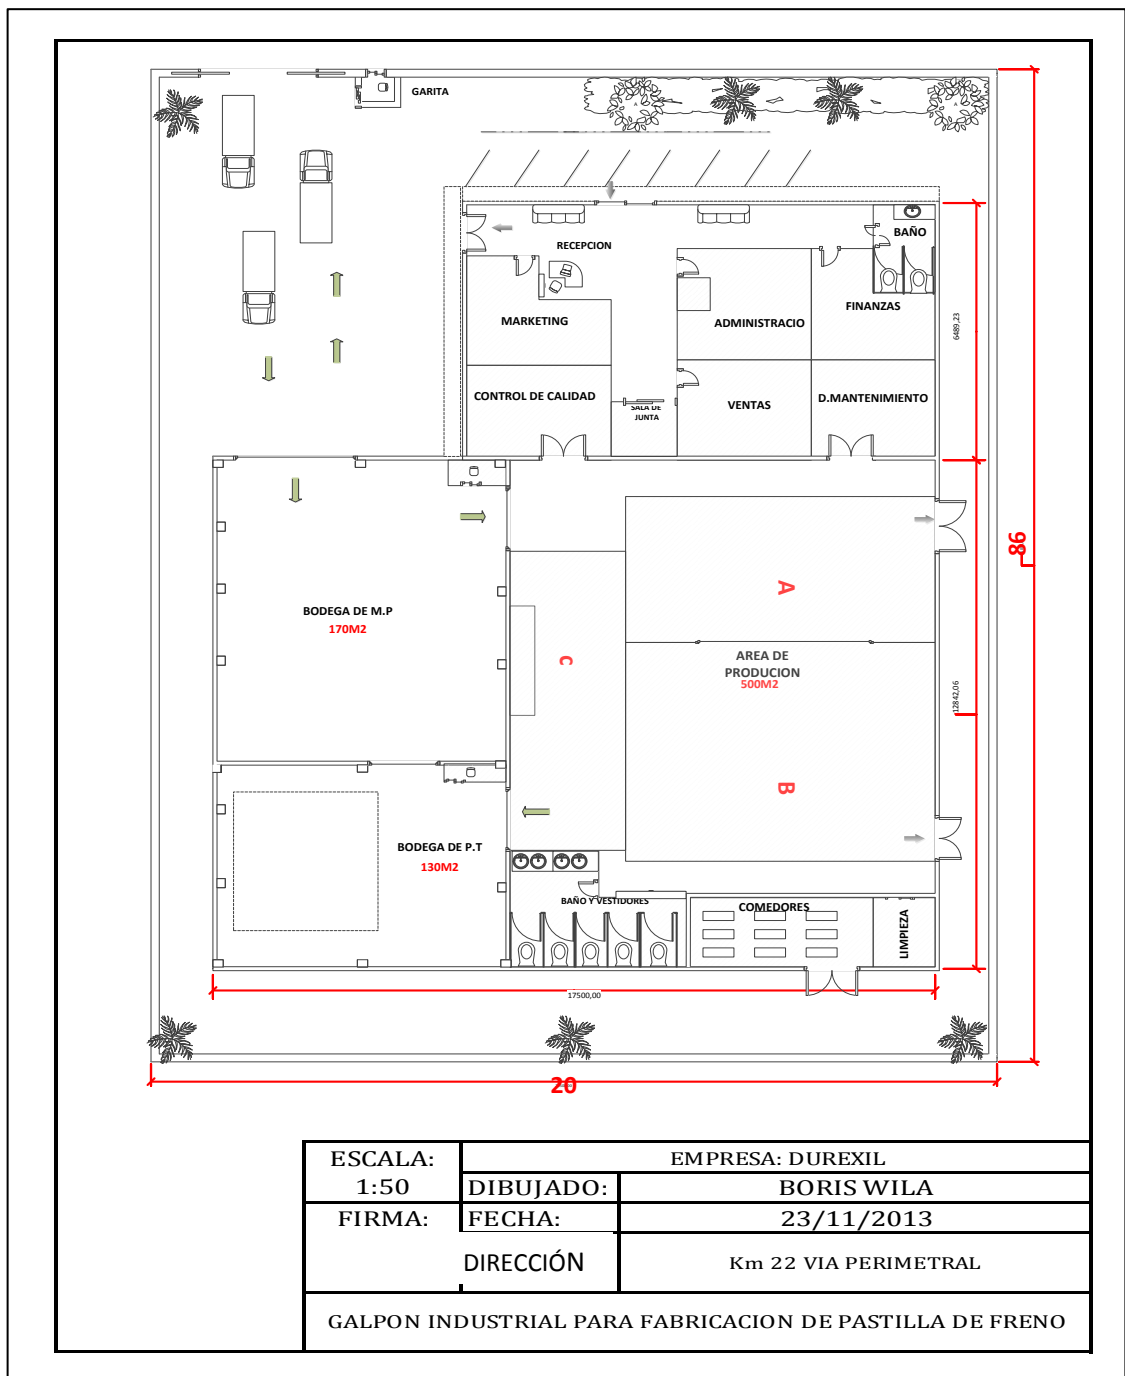 GARITA
BAÑO
RECEPCION
FINANZAS
MARKETING
ADMINISTRACIO
6489,23
CONTROL DE CALIDAD
SALA DE
JUNTA
VENTAS
D.MANTENIMIENTO
86
A
BODEGA DE M.P
170M2
C
AREA DE
PRODUCION
500M2
12842,06
B
BODEGA DE P.T
130M2
BAÑO Y VESTIDORES
COMEDORES
LIMPIEZA
17500,00
20
ESCALA:
1:50
EMPRESA: DUREXIL
DIBUJADO:
BORIS WILA
FIRMA:
FECHA:
23/11/2013
DIRECCIÓN
Km 22 VIA PERIMETRAL
GALPON INDUSTRIAL PARA FABRICACION DE PASTILLA DE FRENO